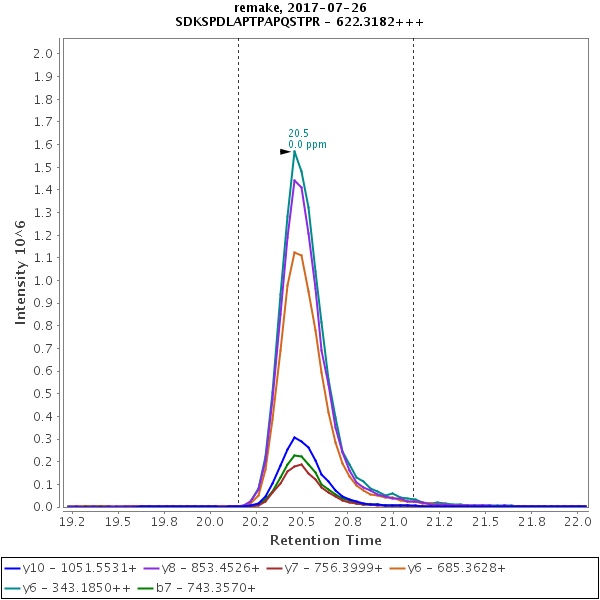 remake, 2017-07-26
SDKSPDLAPTPAPQSTPR - 622.3182+++
20.5
0.0 ppm
Intensity 10^6
2.0
1.9
1.8
1.7
1.6
1.5
1.4
1.3
1.2
1.1
1.0
0.9
0.8
0.7
0.6
0.5
0.4
0.3
0.2
0.1
0.0
19.2 19.5 19.8 20.0 20.2 20.5 20.8 21.0 21.2 21.5 21.8 22.0
Retention Time
y10 - 1051.5531+ y8 - 853.4526+ y7 - 756.3999+ y6 - 685.3628+
y6 - 343.1850++ b7 - 743.3570+